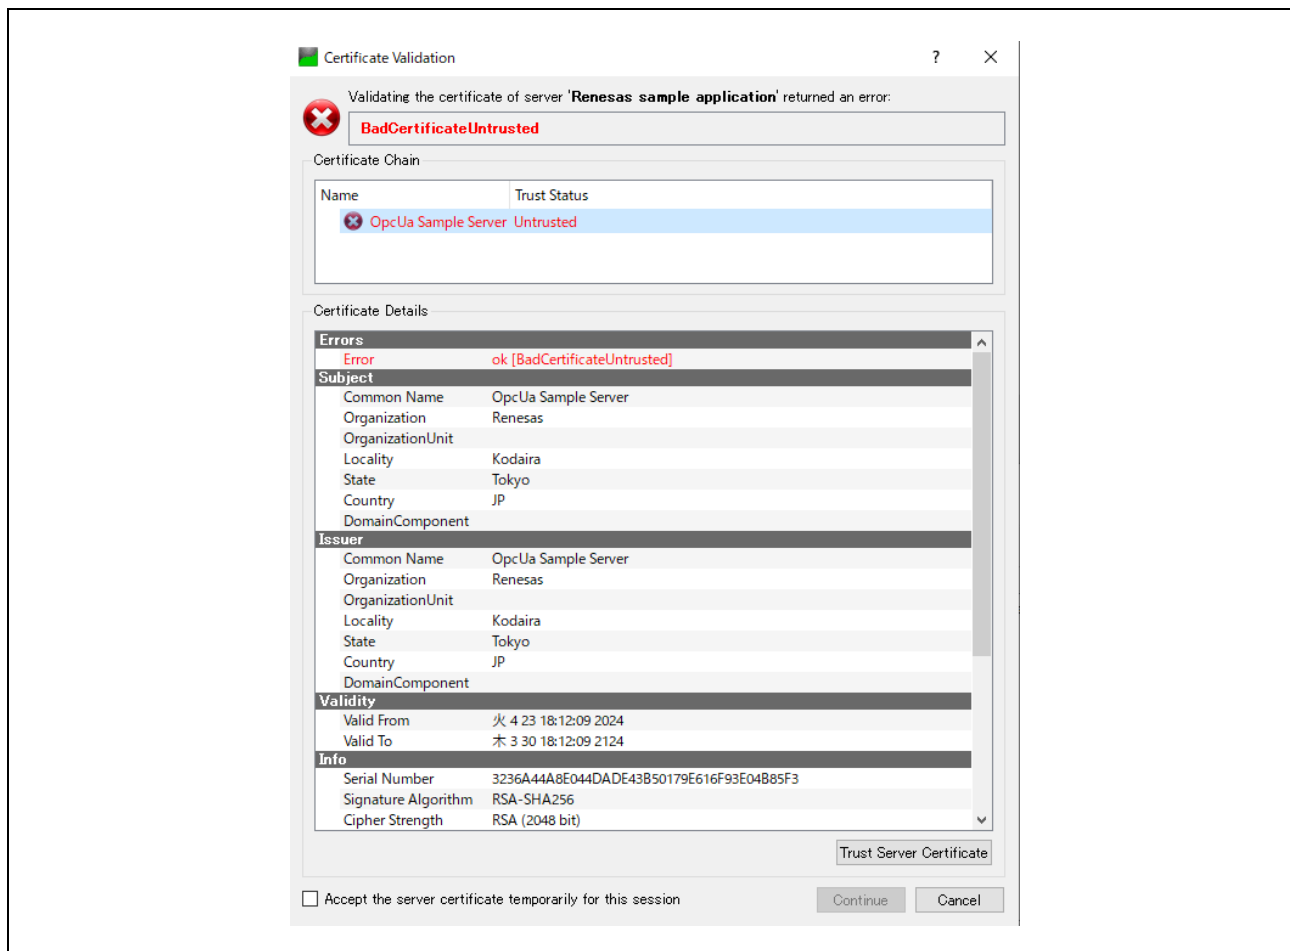 Certificate Validation ?
Validating the certificate of server 'Renesas sample application' returned an error:
BadCertificateUntrusted
Certificate Chain
Name Trust Status
OpcUa Sample Server Untrusted
Certificate Details
Errors
Error ok [BadCertificateUntrusted]
Subject
Common Name OpcUa Sample Server
Organization Renesas
OrganizationUnit
Locality Kodaira
State Tokyo
Country JP
DomainComponent
Issuer
Common Name OpcUa Sample Server
Organization Renesas
OrganizationUnit
Locality Kodaira
State Tokyo
Country JP
DomainComponent
Validity
Valid From 火 4 23 18:12:09 2024
Valid To 木 3 30 18:12:09 2124
Info
Serial Number 3236A44A8E044DADE43B50179E616F93E04B85F3
Signature Algorithm RSA-SHA256
Cipher Strength RSA (2048 bit)
Trust Server Certificate
Accept the server certificate temporarily for this session Continue Cancel